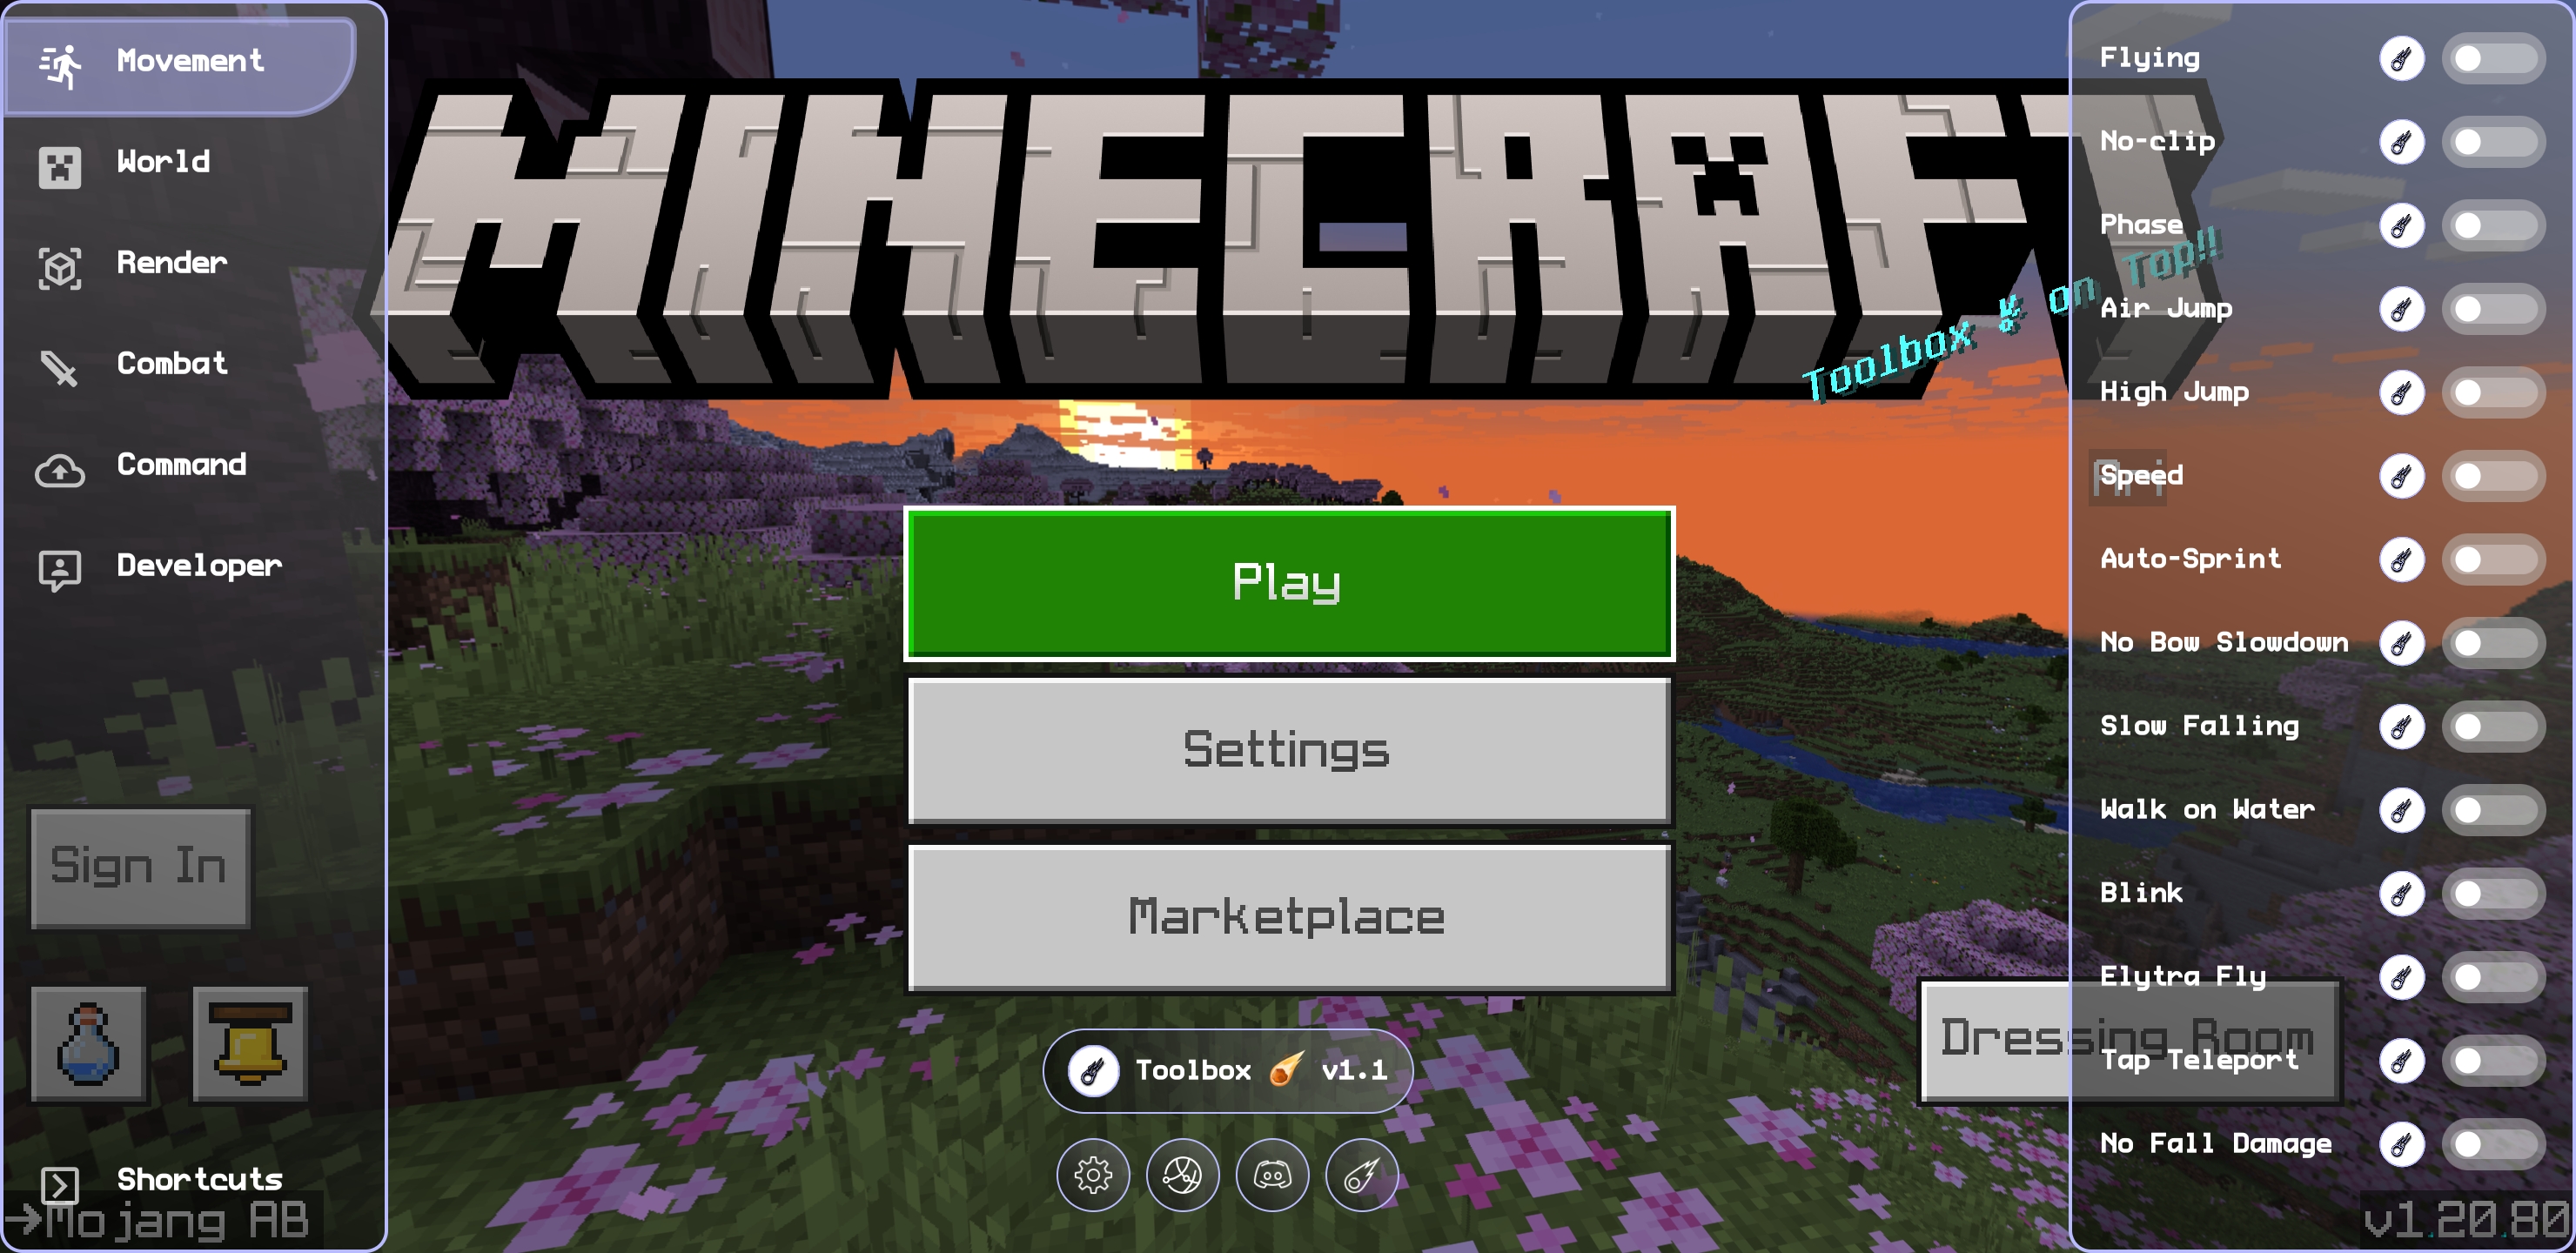 Movement
World
Render
Combat
Command
Developer
Sign In
Shortcuts
Mojang AB
MINECRAFT
Toolbox on Top!!
Play
Settings
Marketplace
Toolbox v1.1
Ari
Dressing Room
Flying
No-clip
Phase
Air Jump
High Jump
Speed
Auto-Sprint
No Bow Slowdown
Slow Falling
Walk on Water
Blink
Elytra Fly
Tap Teleport
No Fall Damage
v1.20.80